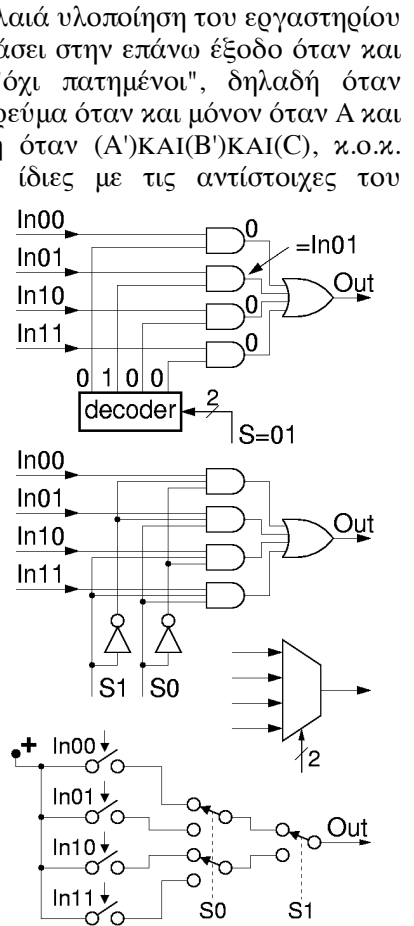 λαιά υλοποίηση του εργαστηρίου
άσει στην επάνω έξοδο όταν και
"όχι πατημένοι", δηλαδή όταν
ρεύμα όταν και μόνον όταν Α και
ή όταν (Α')ΚΑΙ(Β')ΚΑΙ(C), κ.ο.κ.
ίδιες με τις αντίστοιχες του
In00
0
In01
=In01
In10
0
Out
In11
0
0 1 0 0
decoder
2
S=01
In00
In01
Out
In10
In11
S1 S0
2
+
In00
In01
In10
Out
In11
S0 S1